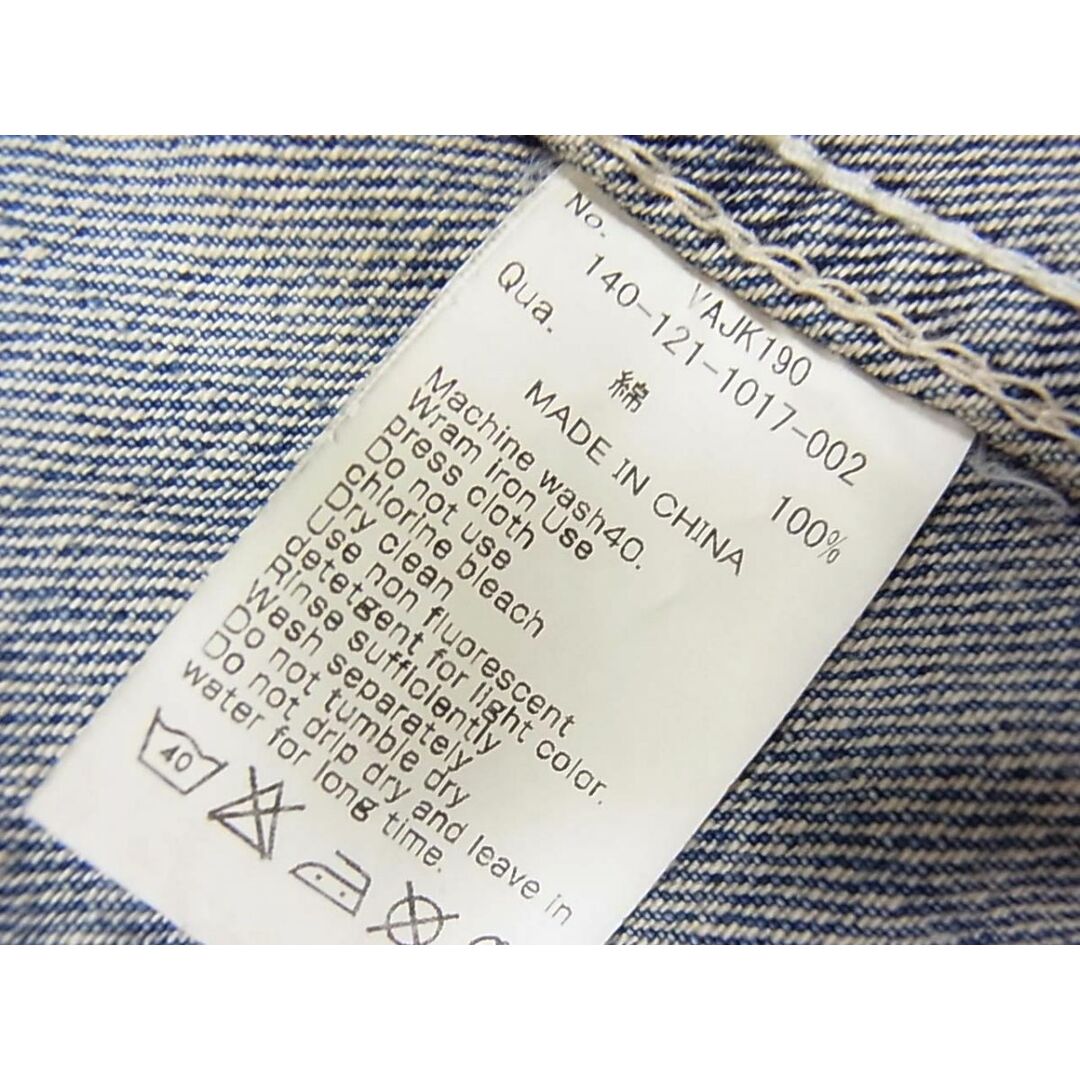 No. VAJK190
140-121-1017-002
Qua.
綿 100%
MADE IN CHINA
Machine wash40.
Wram iron Use
press cloth
Do not use
chlorine bleach
Dry clean
Use non fluorescent
detetgent for light color.
Rinse sufficiently
Wash separately
Do not tumble dry
Do not drip dry and leave in
water for long time.
40